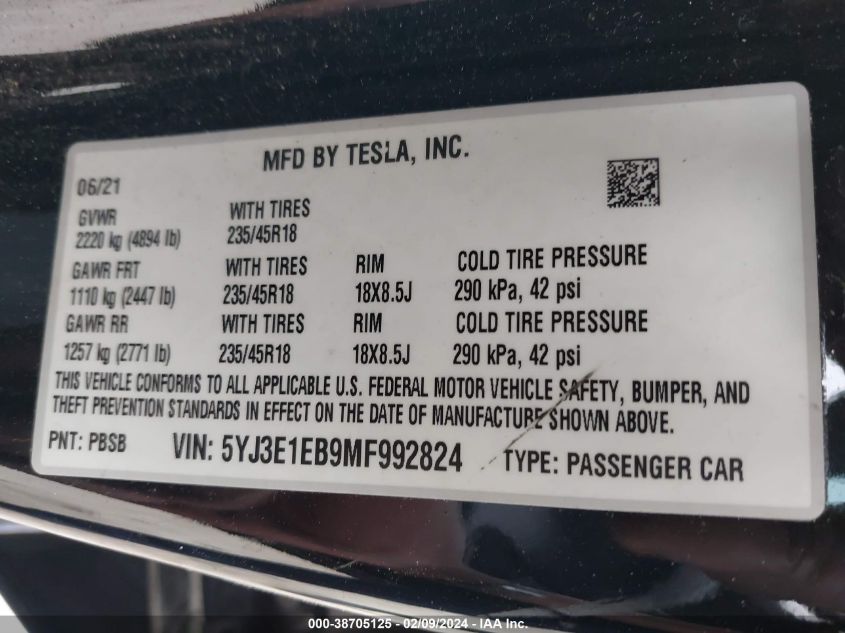 MFD BY TESLA, INC.
06/21
GVWR WITH TIRES
2220 kg (4894 lb) 235/45R18
GAWR FRT WITH TIRES RIM COLD TIRE PRESSURE
1110 kg (2447 lb) 235/45R18 18X8.5J 290 kPa, 42 psi
GAWR RR WITH TIRES RIM COLD TIRE PRESSURE
1257 kg (2771 lb) 235/45R18 18X8.5J 290 kPa, 42 psi
THIS VEHICLE CONFORMS TO ALL APPLICABLE U.S. FEDERAL MOTOR VEHICLE SAFETY, BUMPER, AND
THEFT PREVENTION STANDARDS IN EFFECT ON THE DATE OF MANUFACTURE SHOWN ABOVE.
PNT: PBSB VIN: 5YJ3E1EB9MF992824 TYPE: PASSENGER CAR
000-38705125 - 02/09/2024 - IAA Inc.